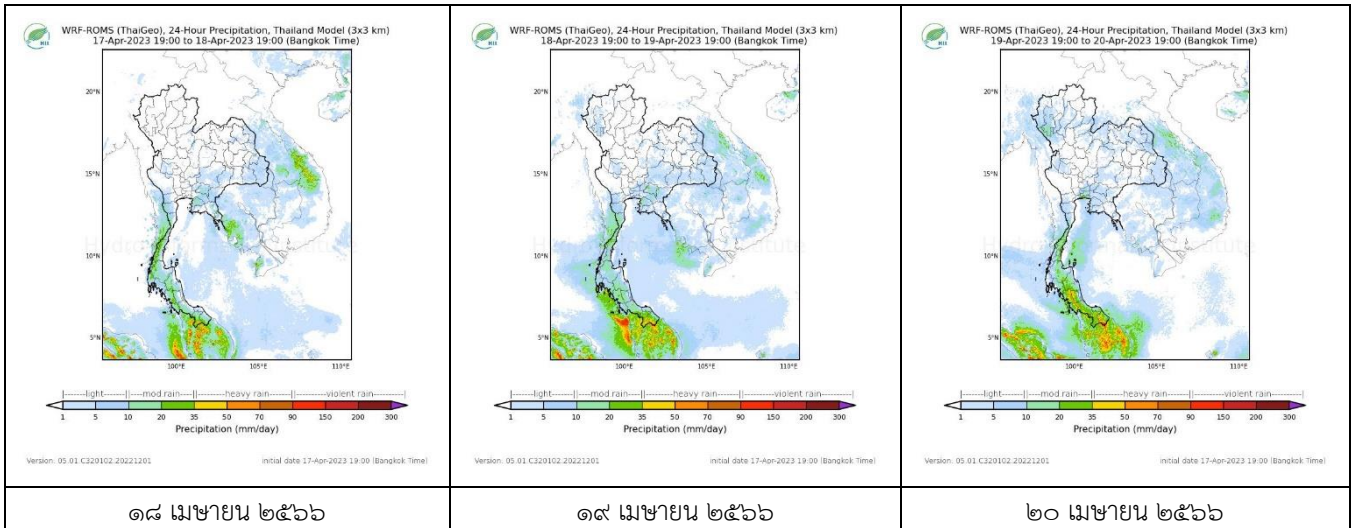 WRF-ROMS (ThaiGeo), 24-Hour Precipitation, Thailand Model (3x3 km)
17-Apr-2023 19:00 to 18-Apr-2023 19:00 (Bangkok Time)
20°N
15°N
10°N
5°N
100°E 105°E 110°E
|-------light-------||---mod rain---||-------heavy rain-------||-------violent rain-------|
1 5 10 20 35 50 70 90 150 200 300
Precipitation (mm/day)
Version: 05.01.C320102.20221201 initial date 17-Apr-2023 19:00 (Bangkok Time)
๑๘ เมษายน ๒๕๖๖
WRF-ROMS (ThaiGeo), 24-Hour Precipitation, Thailand Model (3x3 km)
18-Apr-2023 19:00 to 19-Apr-2023 19:00 (Bangkok Time)
20°N
15°N
10°N
5°N
100°E 105°E 110°E
|-------light-------||---mod rain---||-------heavy rain-------||-------violent rain-------|
1 5 10 20 35 50 70 90 150 200 300
Precipitation (mm/day)
Version: 05.01.C320102.20221201 initial date 17-Apr-2023 19:00 (Bangkok Time)
๑๙ เมษายน ๒๕๖๖
WRF-ROMS (ThaiGeo), 24-Hour Precipitation, Thailand Model (3x3 km)
19-Apr-2023 19:00 to 20-Apr-2023 19:00 (Bangkok Time)
20°N
15°N
10°N
5°N
100°E 105°E 110°E
|-------light-------||---mod rain---||-------heavy rain-------||-------violent rain-------|
1 5 10 20 35 50 70 90 150 200 300
Precipitation (mm/day)
Version: 05.01.C320102.20221201 initial date 17-Apr-2023 19:00 (Bangkok Time)
๒๐ เมษายน ๒๕๖๖